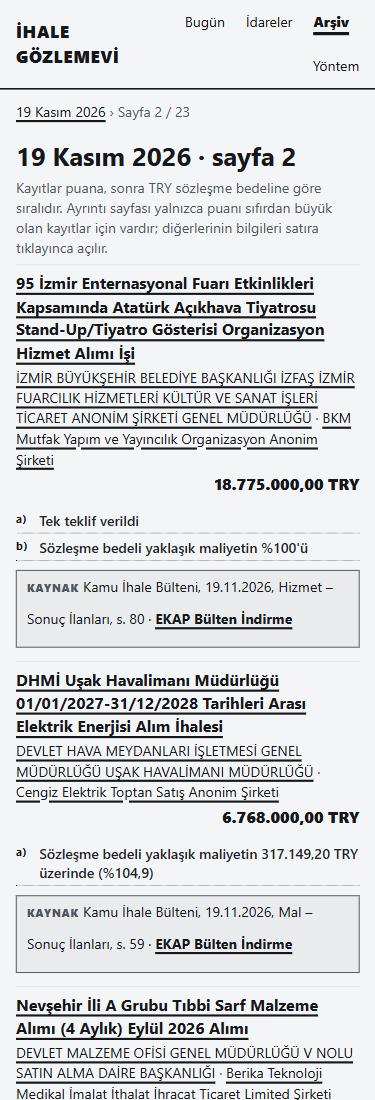 İHALE
GÖZLEMEVİ
Bugün İdareler Arşiv
Yöntem
19 Kasım 2026 › Sayfa 2 / 23
19 Kasım 2026 · sayfa 2
Kayıtlar puana, sonra TRY sözleşme bedeline göre
sıralıdır. Ayrıntı sayfası yalnızca puanı sıfırdan büyük
olan kayıtlar için vardır; diğerlerinin bilgileri satıra
tıklayınca açılır.
95 İzmir Enternasyonal Fuarı Etkinlikleri
Kapsamında Atatürk Açıkhava Tiyatrosu
Stand-Up/Tiyatro Gösterisi Organizasyon
Hizmet Alımı İşi
İZMİR BÜYÜKŞEHİR BELEDİYE BAŞKANLIĞI İZFAŞ İZMİR
FUARCILIK HİZMETLERİ KÜLTÜR VE SANAT İŞLERİ
TİCARET ANONİM ŞİRKETİ GENEL MÜDÜRLÜĞÜ · BKM
Mutfak Yapım ve Yayıncılık Organizasyon Anonim
Şirketi
18.775.000,00 TRY
a) Tek teklif verildi
b) Sözleşme bedeli yaklaşık maliyetin %100'ü
KAYNAK Kamu İhale Bülteni, 19.11.2026, Hizmet –
Sonuç İlanları, s. 80 · EKAP Bülten İndirme
DHMİ Uşak Havalimanı Müdürlüğü
01/01/2027-31/12/2028 Tarihleri Arası
Elektrik Enerjisi Alım İhalesi
DEVLET HAVA MEYDANLARI İŞLETMESİ GENEL
MÜDÜRLÜĞÜ UŞAK HAVALİMANI MÜDÜRLÜĞÜ ·
Cengiz Elektrik Toptan Satış Anonim Şirketi
6.768.000,00 TRY
a) Sözleşme bedeli yaklaşık maliyetin 317.149,20 TRY
üzerinde (%104,9)
KAYNAK Kamu İhale Bülteni, 19.11.2026, Mal –
Sonuç İlanları, s. 59 · EKAP Bülten İndirme
Nevşehir İli A Grubu Tıbbi Sarf Malzeme
Alımı (4 Aylık) Eylül 2026 Alımı
DEVLET MALZEME OFİSİ GENEL MÜDÜRLÜĞÜ V NOLU
SATIN ALMA DAİRE BAŞKANLIĞI · Berika Teknoloji
Medikal İmalat İthalat İhracat Ticaret Limited Şirketi